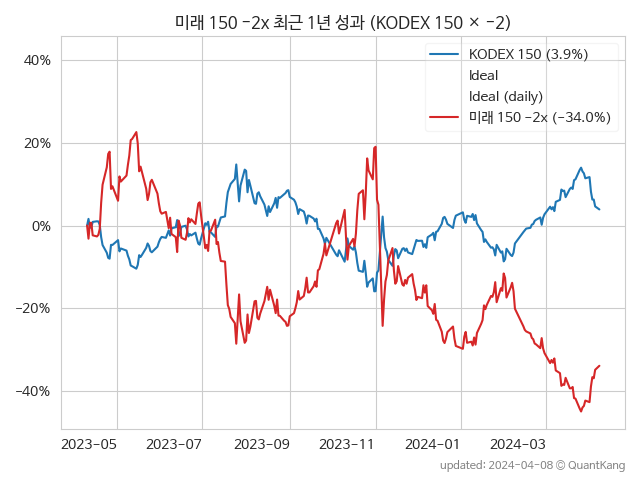 미래 150 −2x 최근 1년 성과 (KODEX 150 × −2)
KODEX 150 (3.9%)
Ideal
Ideal (daily)
미래 150 −2x (−34.0%)
40%
20%
0%
−20%
−40%
2023-05 2023-07 2023-09 2023-11 2024-01 2024-03
updated: 2024-04-08 © QuantKang